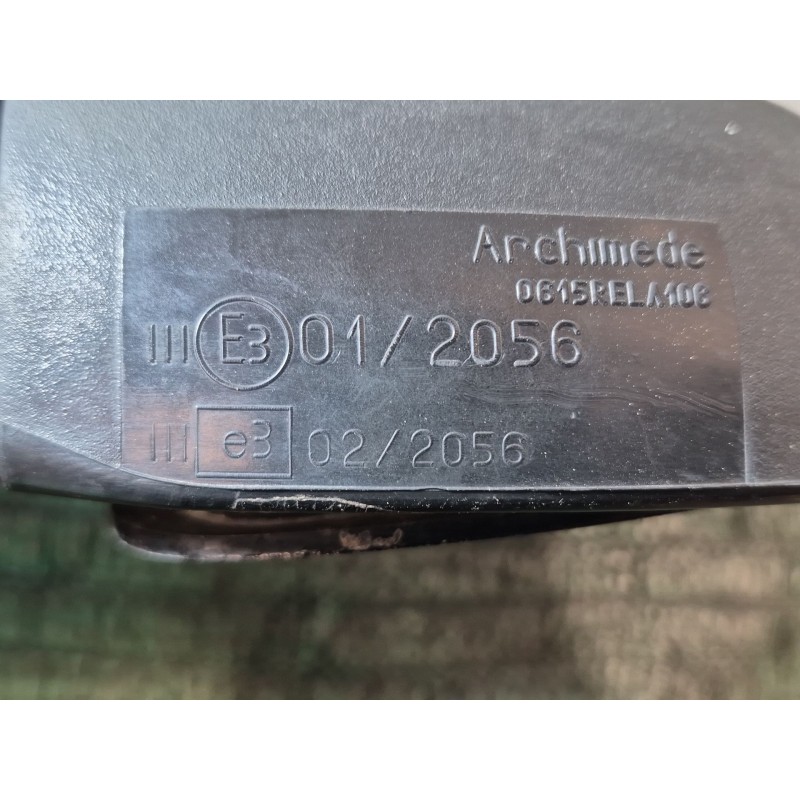 Archimede
0615RELA108
III E3 01/2056
III e3 02/2056